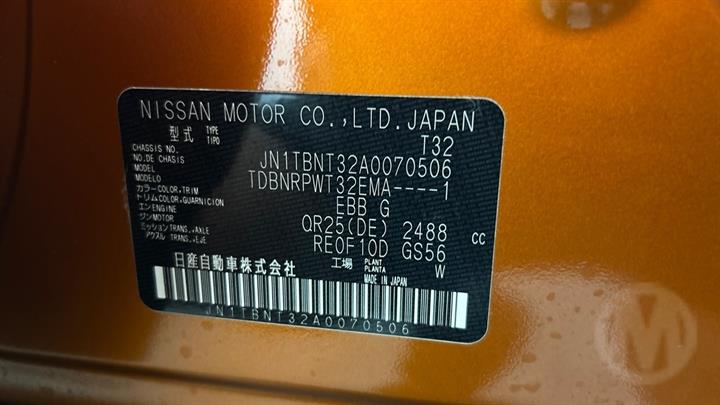 NISSAN MOTOR CO.,LTD.JAPAN
型式 TYPE TIPO T32
CHASSIS NO. NO.DE CHASIS JN1TBNT32A0070506
MODEL MODELO TDBNRPWT32EMA----1
カラー COLOR,TRIM トリム COLOR,GUARNICION EBB G
エンジン ENGINE MOTOR QR25(DE) 2488 cc
ミッション TRANS.,AXLE アクスル TRANS.,EJE RE0F10D GS56
日産自動車株式会社 工場 PLANT PLANTA W
MADE IN JAPAN
JN1TBNT32A0070506
M